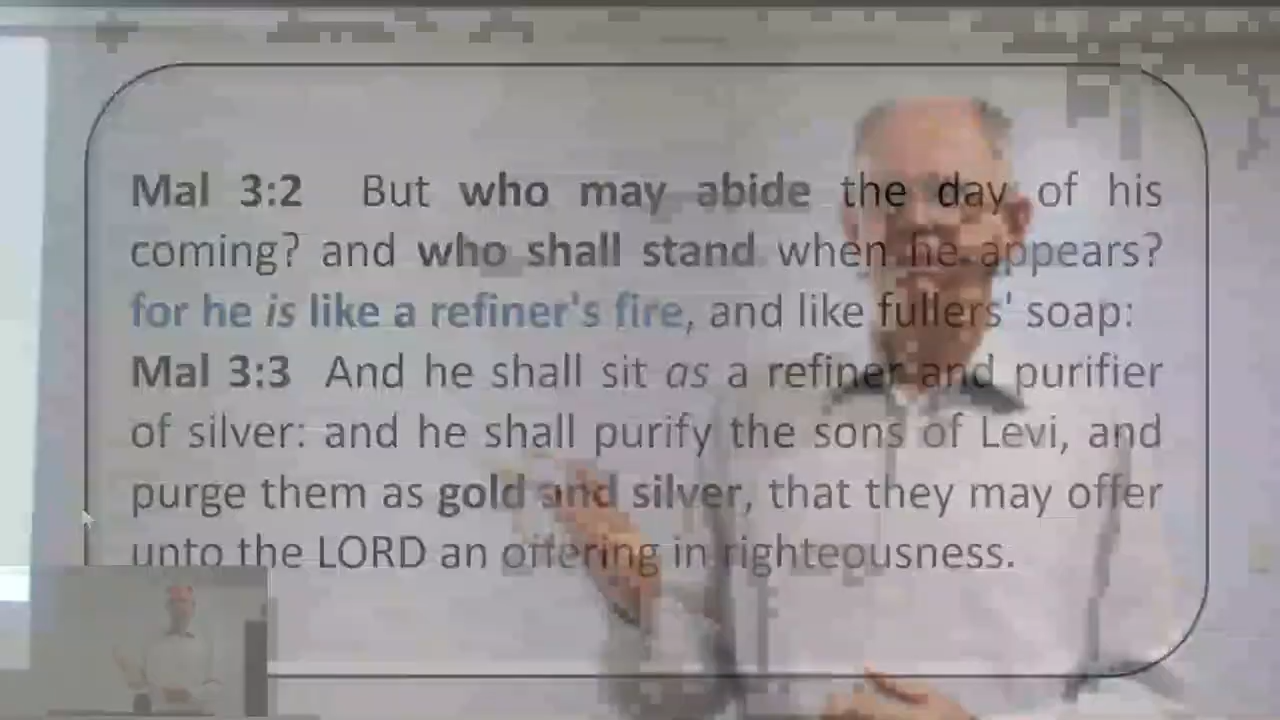 Mal 3:2 But who may abide the day of his
coming? and who shall stand when he appears?
for he is like a refiner's fire, and like fullers' soap:
Mal 3:3 And he shall sit as a refiner and purifier
of silver: and he shall purify the sons of Levi, and
purge them as gold and silver, that they may offer
unto the LORD an offering in righteousness.